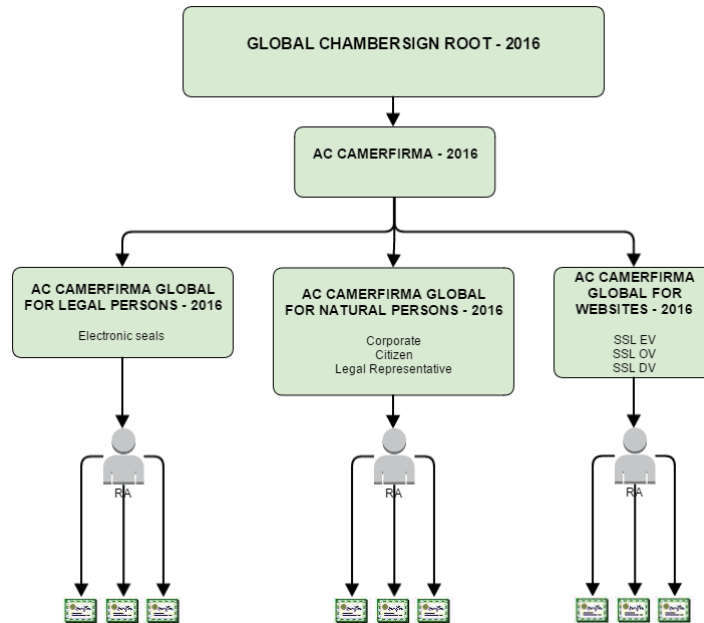 GLOBAL CHAMBERSIGN ROOT - 2016
AC CAMERFIRMA - 2016
AC CAMERFIRMA GLOBAL
FOR LEGAL PERSONS - 2016
Electronic seals
AC CAMERFIRMA GLOBAL
FOR NATURAL PERSONS - 2016
Corporate
Citizen
Legal Representative
AC CAMERFIRMA
GLOBAL FOR
WEBSITES - 2016
SSL EV
SSL OV
SSL DV
RA
RA
RA